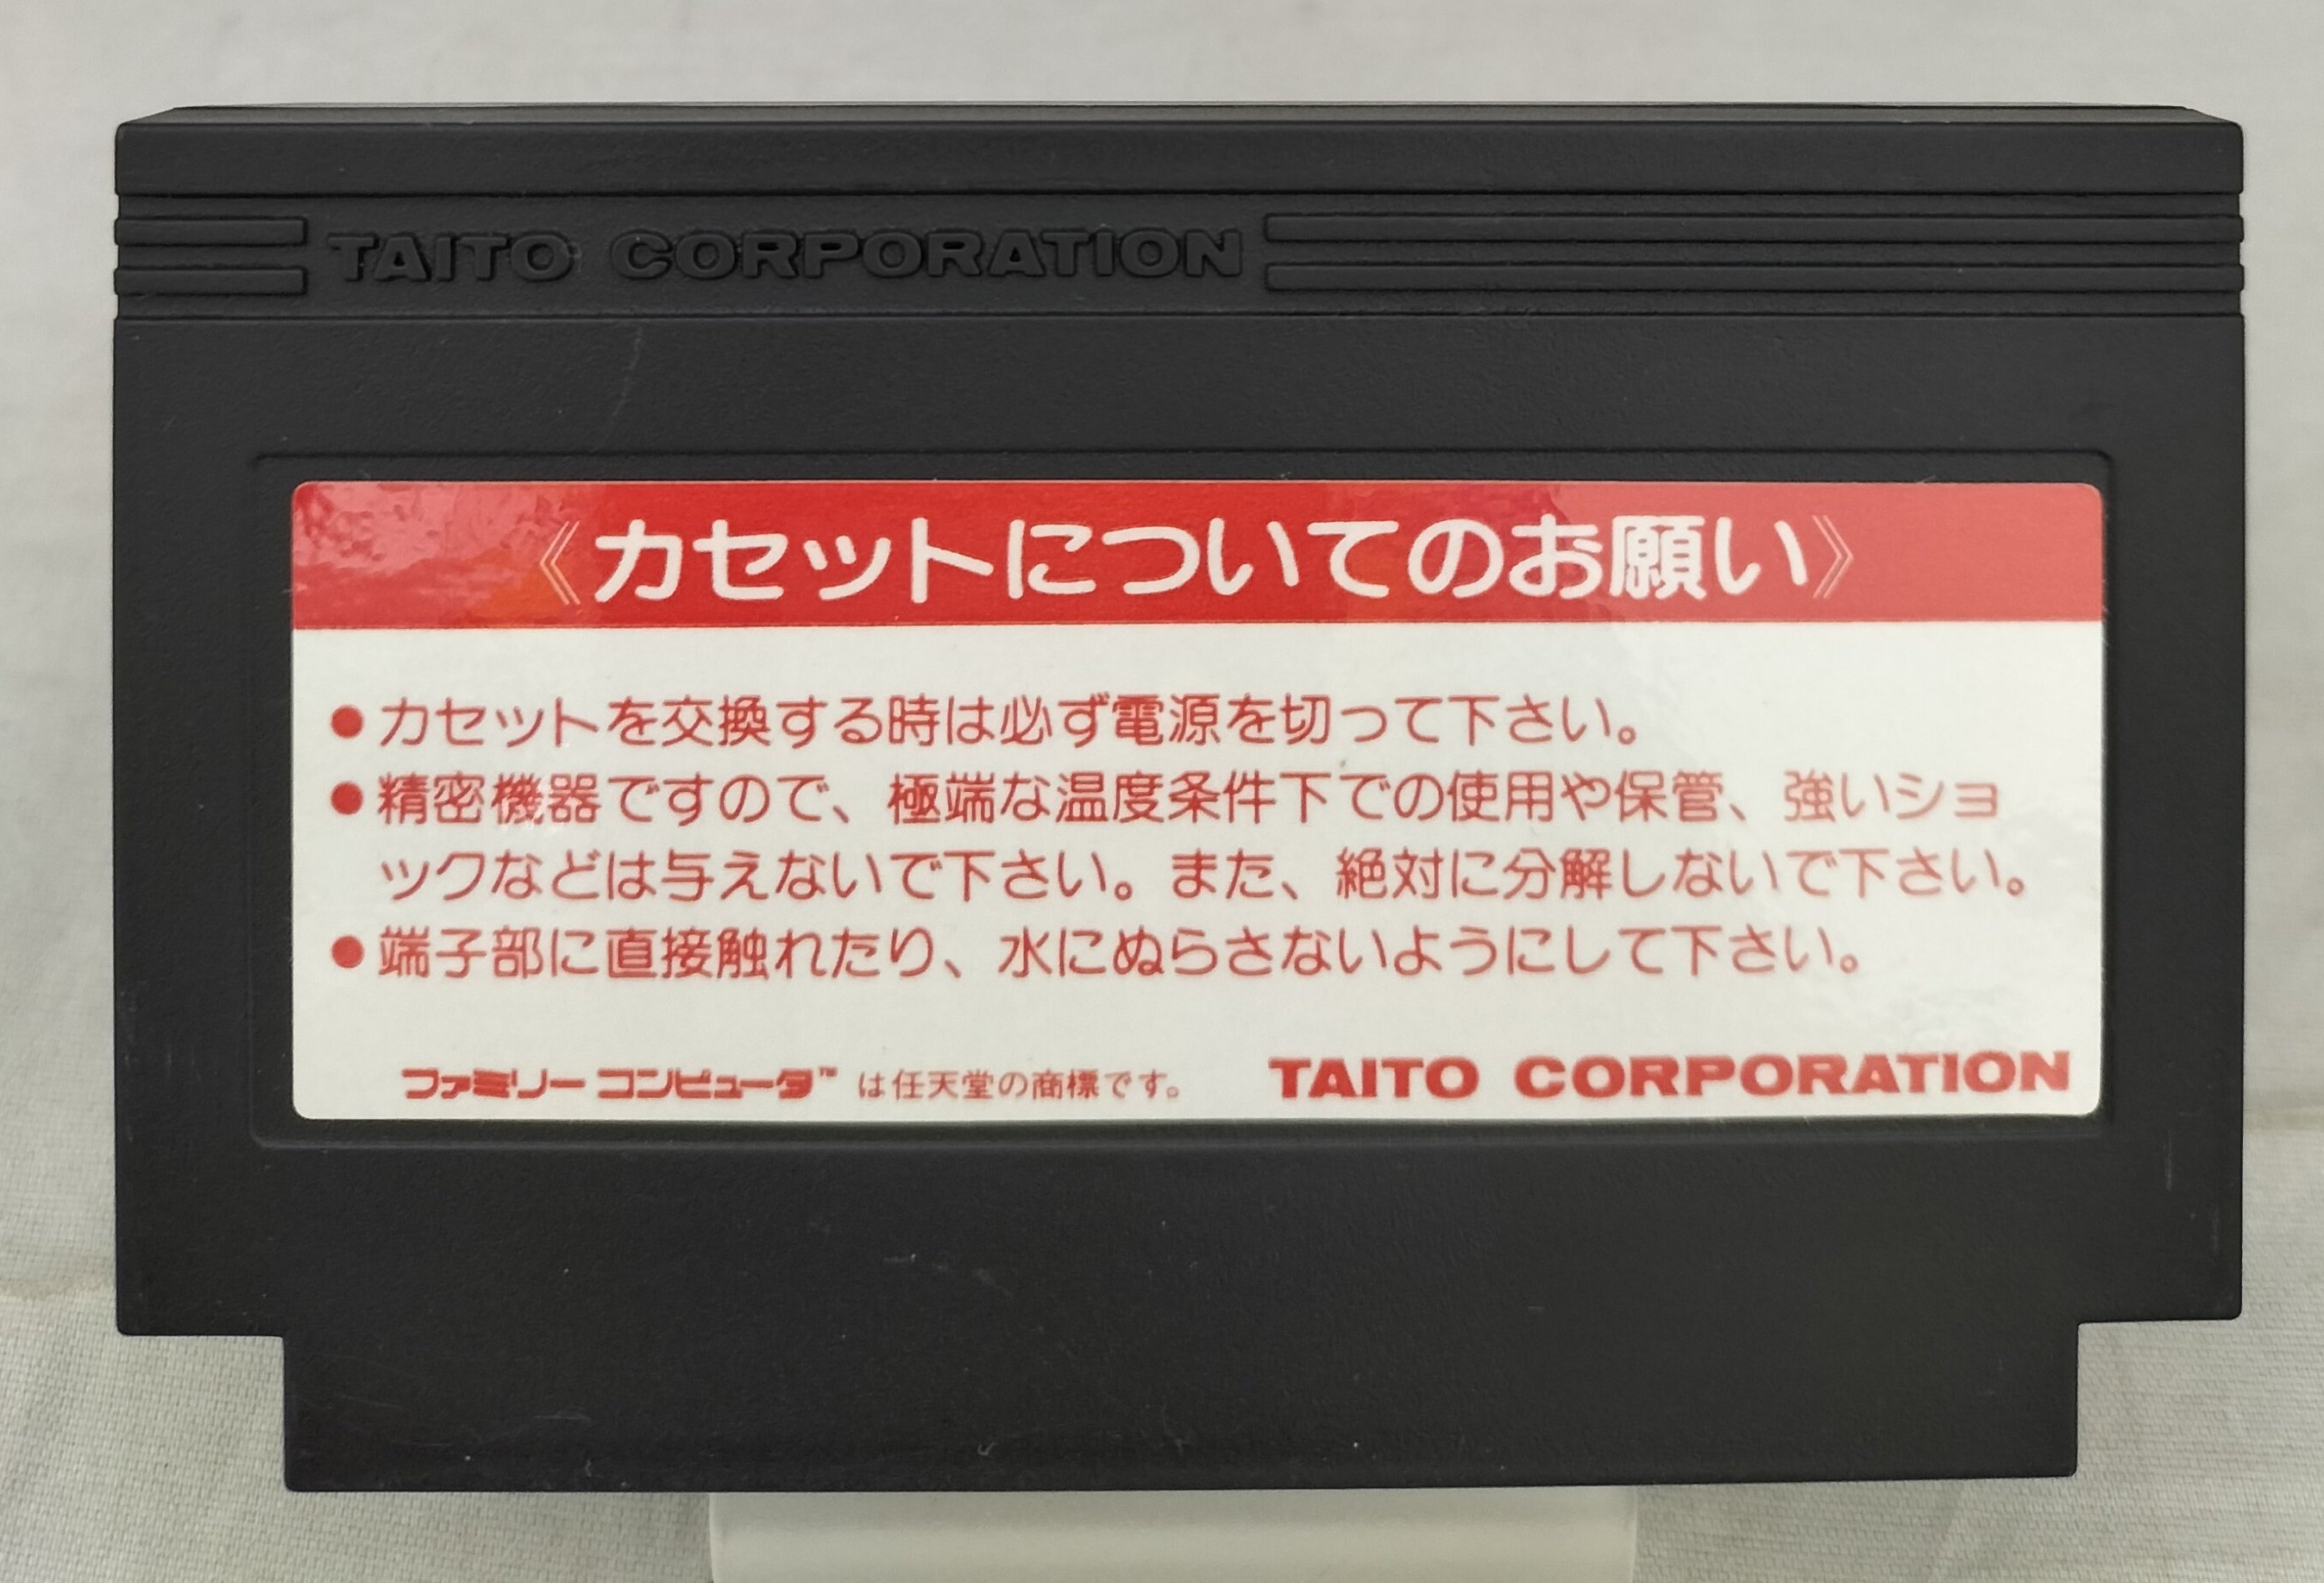 TAITO CORPORATION
《カセットについてのお願い》
●カセットを交換する時は必ず電源を切って下さい。
●精密機器ですので、極端な温度条件下での使用や保管、強いショ
ックなどは与えないで下さい。また、絶対に分解しないで下さい。
●端子部に直接触れたり、水にぬらさないようにして下さい。
ファミリーコンピュータ™ は任天堂の商標です。 TAITO CORPORATION